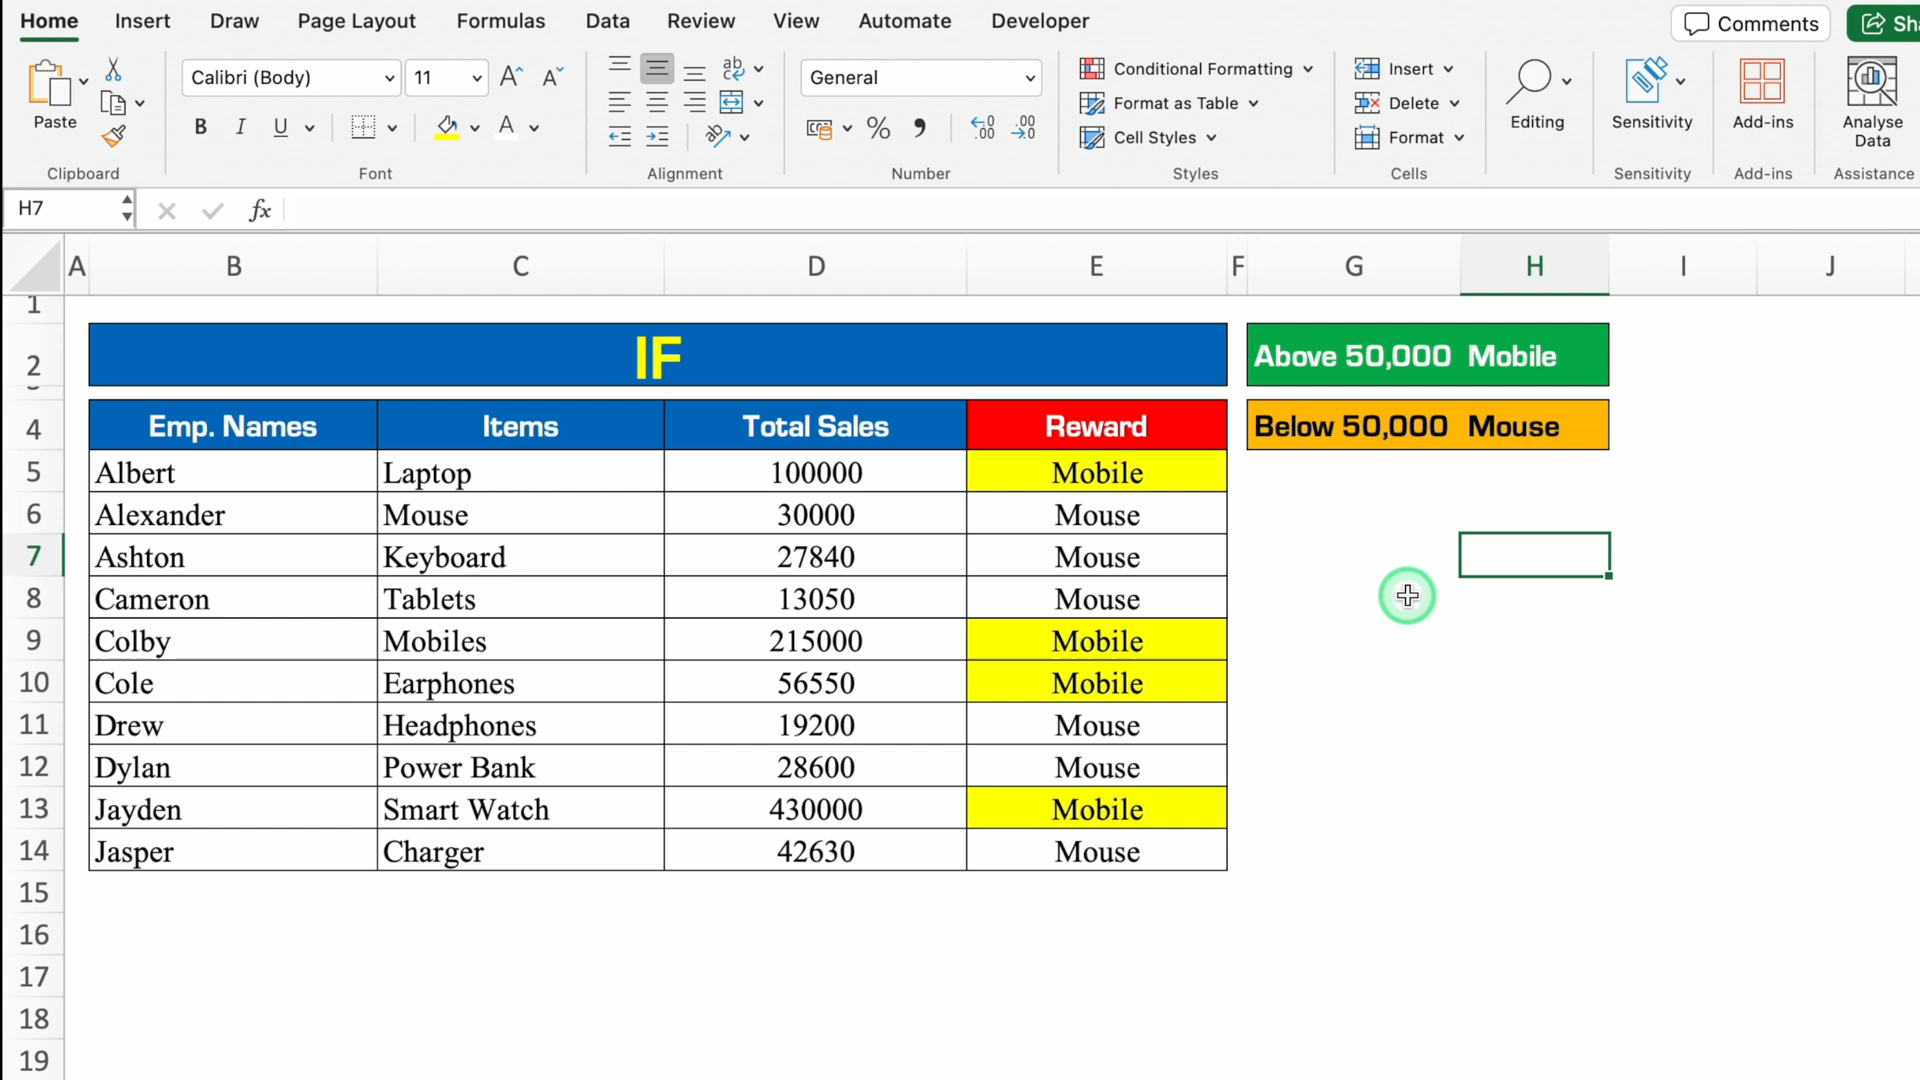 Home Insert Draw Page Layout Formulas Data Review View Automate Developer Comments Sha
Paste
Calibri (Body) 11
B I U A
ab
General
% .00 .00
Conditional Formatting
Format as Table
Cell Styles
Insert
Delete
Format
Editing
Sensitivity
Add-ins
Analyse
Data
Clipboard Font Alignment Number Styles Cells Sensitivity Add-ins Assistance
H7 fx
A B C D E F G H I J
1
2 IF Above 50,000 Mobile
4 Emp. Names Items Total Sales Reward Below 50,000 Mouse
5 Albert Laptop 100000 Mobile
6 Alexander Mouse 30000 Mouse
7 Ashton Keyboard 27840 Mouse
8 Cameron Tablets 13050 Mouse
9 Colby Mobiles 215000 Mobile
10 Cole Earphones 56550 Mobile
11 Drew Headphones 19200 Mouse
12 Dylan Power Bank 28600 Mouse
13 Jayden Smart Watch 430000 Mobile
14 Jasper Charger 42630 Mouse
15
16
17
18
19